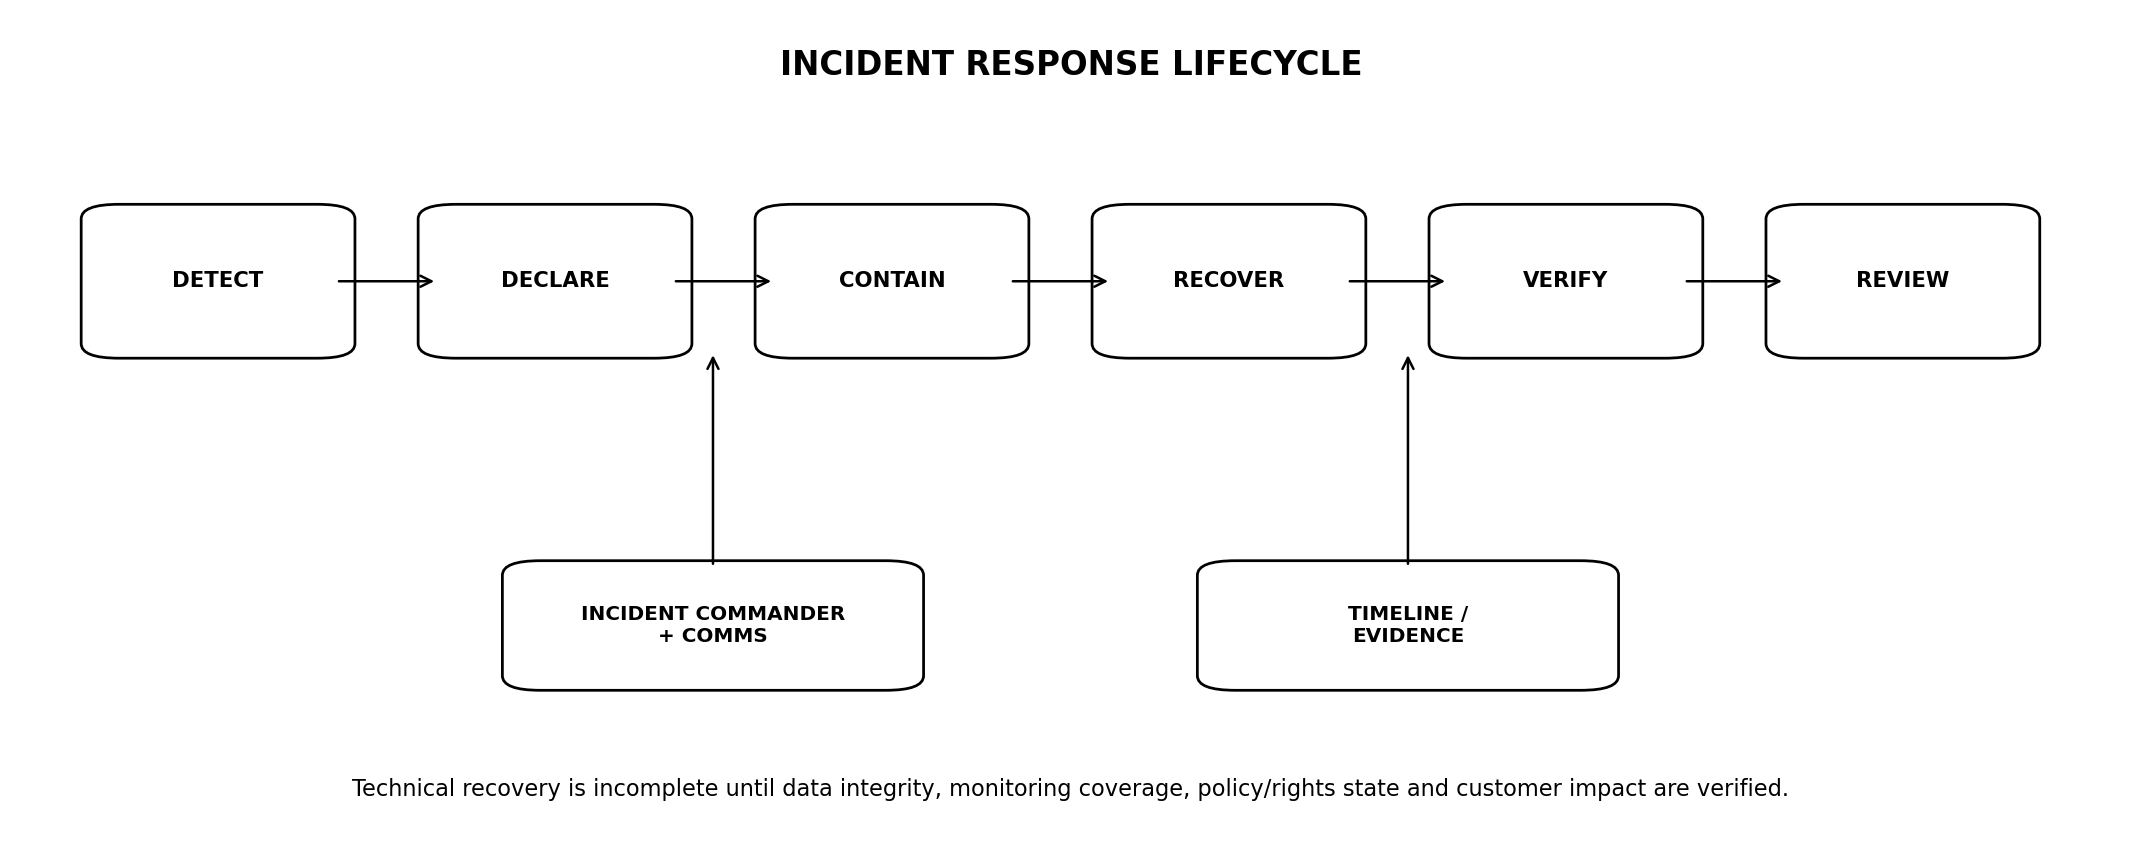 INCIDENT RESPONSE LIFECYCLE
DETECT
DECLARE
CONTAIN
RECOVER
VERIFY
REVIEW
INCIDENT COMMANDER
+ COMMS
TIMELINE /
EVIDENCE
Technical recovery is incomplete until data integrity, monitoring coverage, policy/rights state and customer impact are verified.